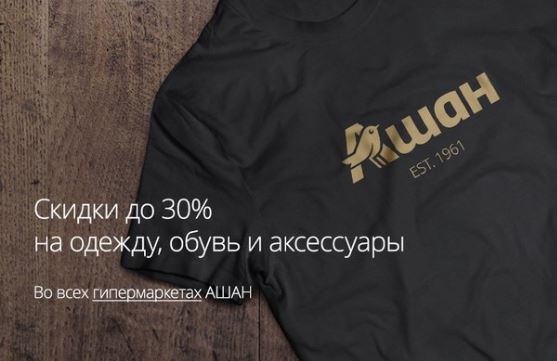 Ашан
EST. 1961
Скидки до 30%
на одежду, обувь и аксессуары
Во всех гипермаркетах АШАН